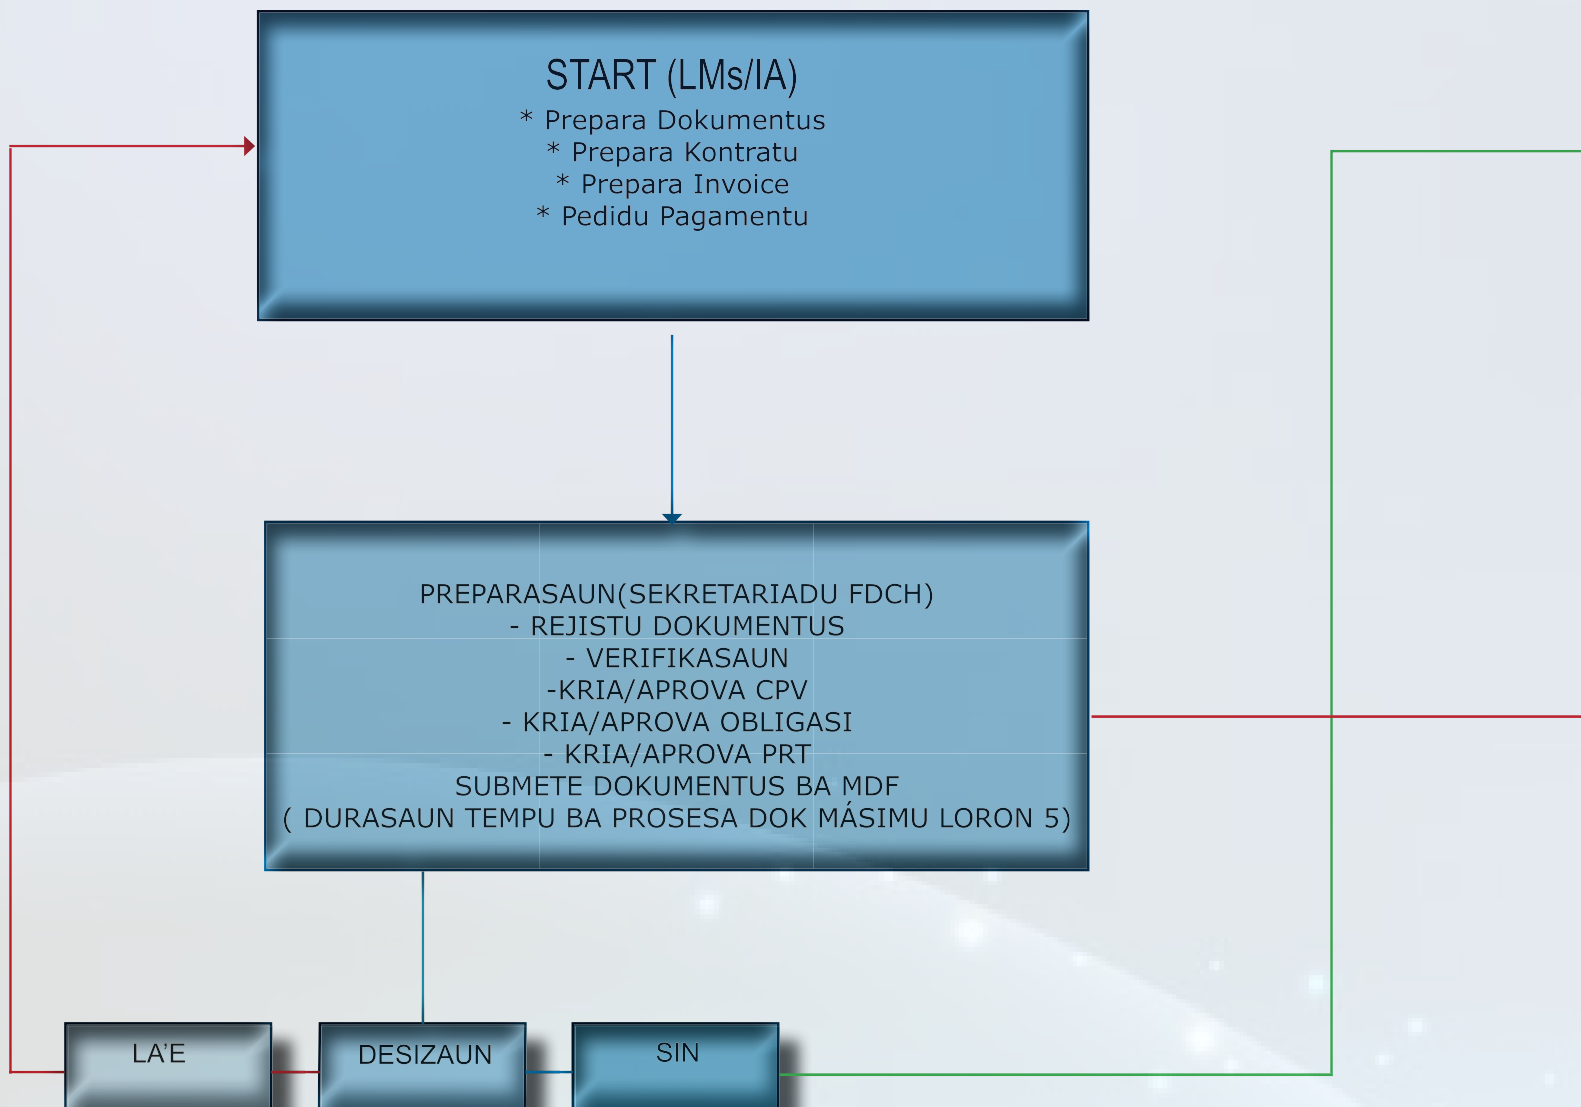 START (LMs/IA)
* Prepara Dokumentus
* Prepara Kontratu
* Prepara Invoice
* Pedidu Pagamentu
PREPARASAUN(SEKRETARIADU FDCH)
- REJISTU DOKUMENTUS
- VERIFIKASAUN
-KRIA/APROVA CPV
- KRIA/APROVA OBLIGASI
- KRIA/APROVA PRT
SUBMETE DOKUMENTUS BA MDF
( DURASAUN TEMPU BA PROSESA DOK MÁSIMU LORON 5)
LA’E
DESIZAUN
SIN